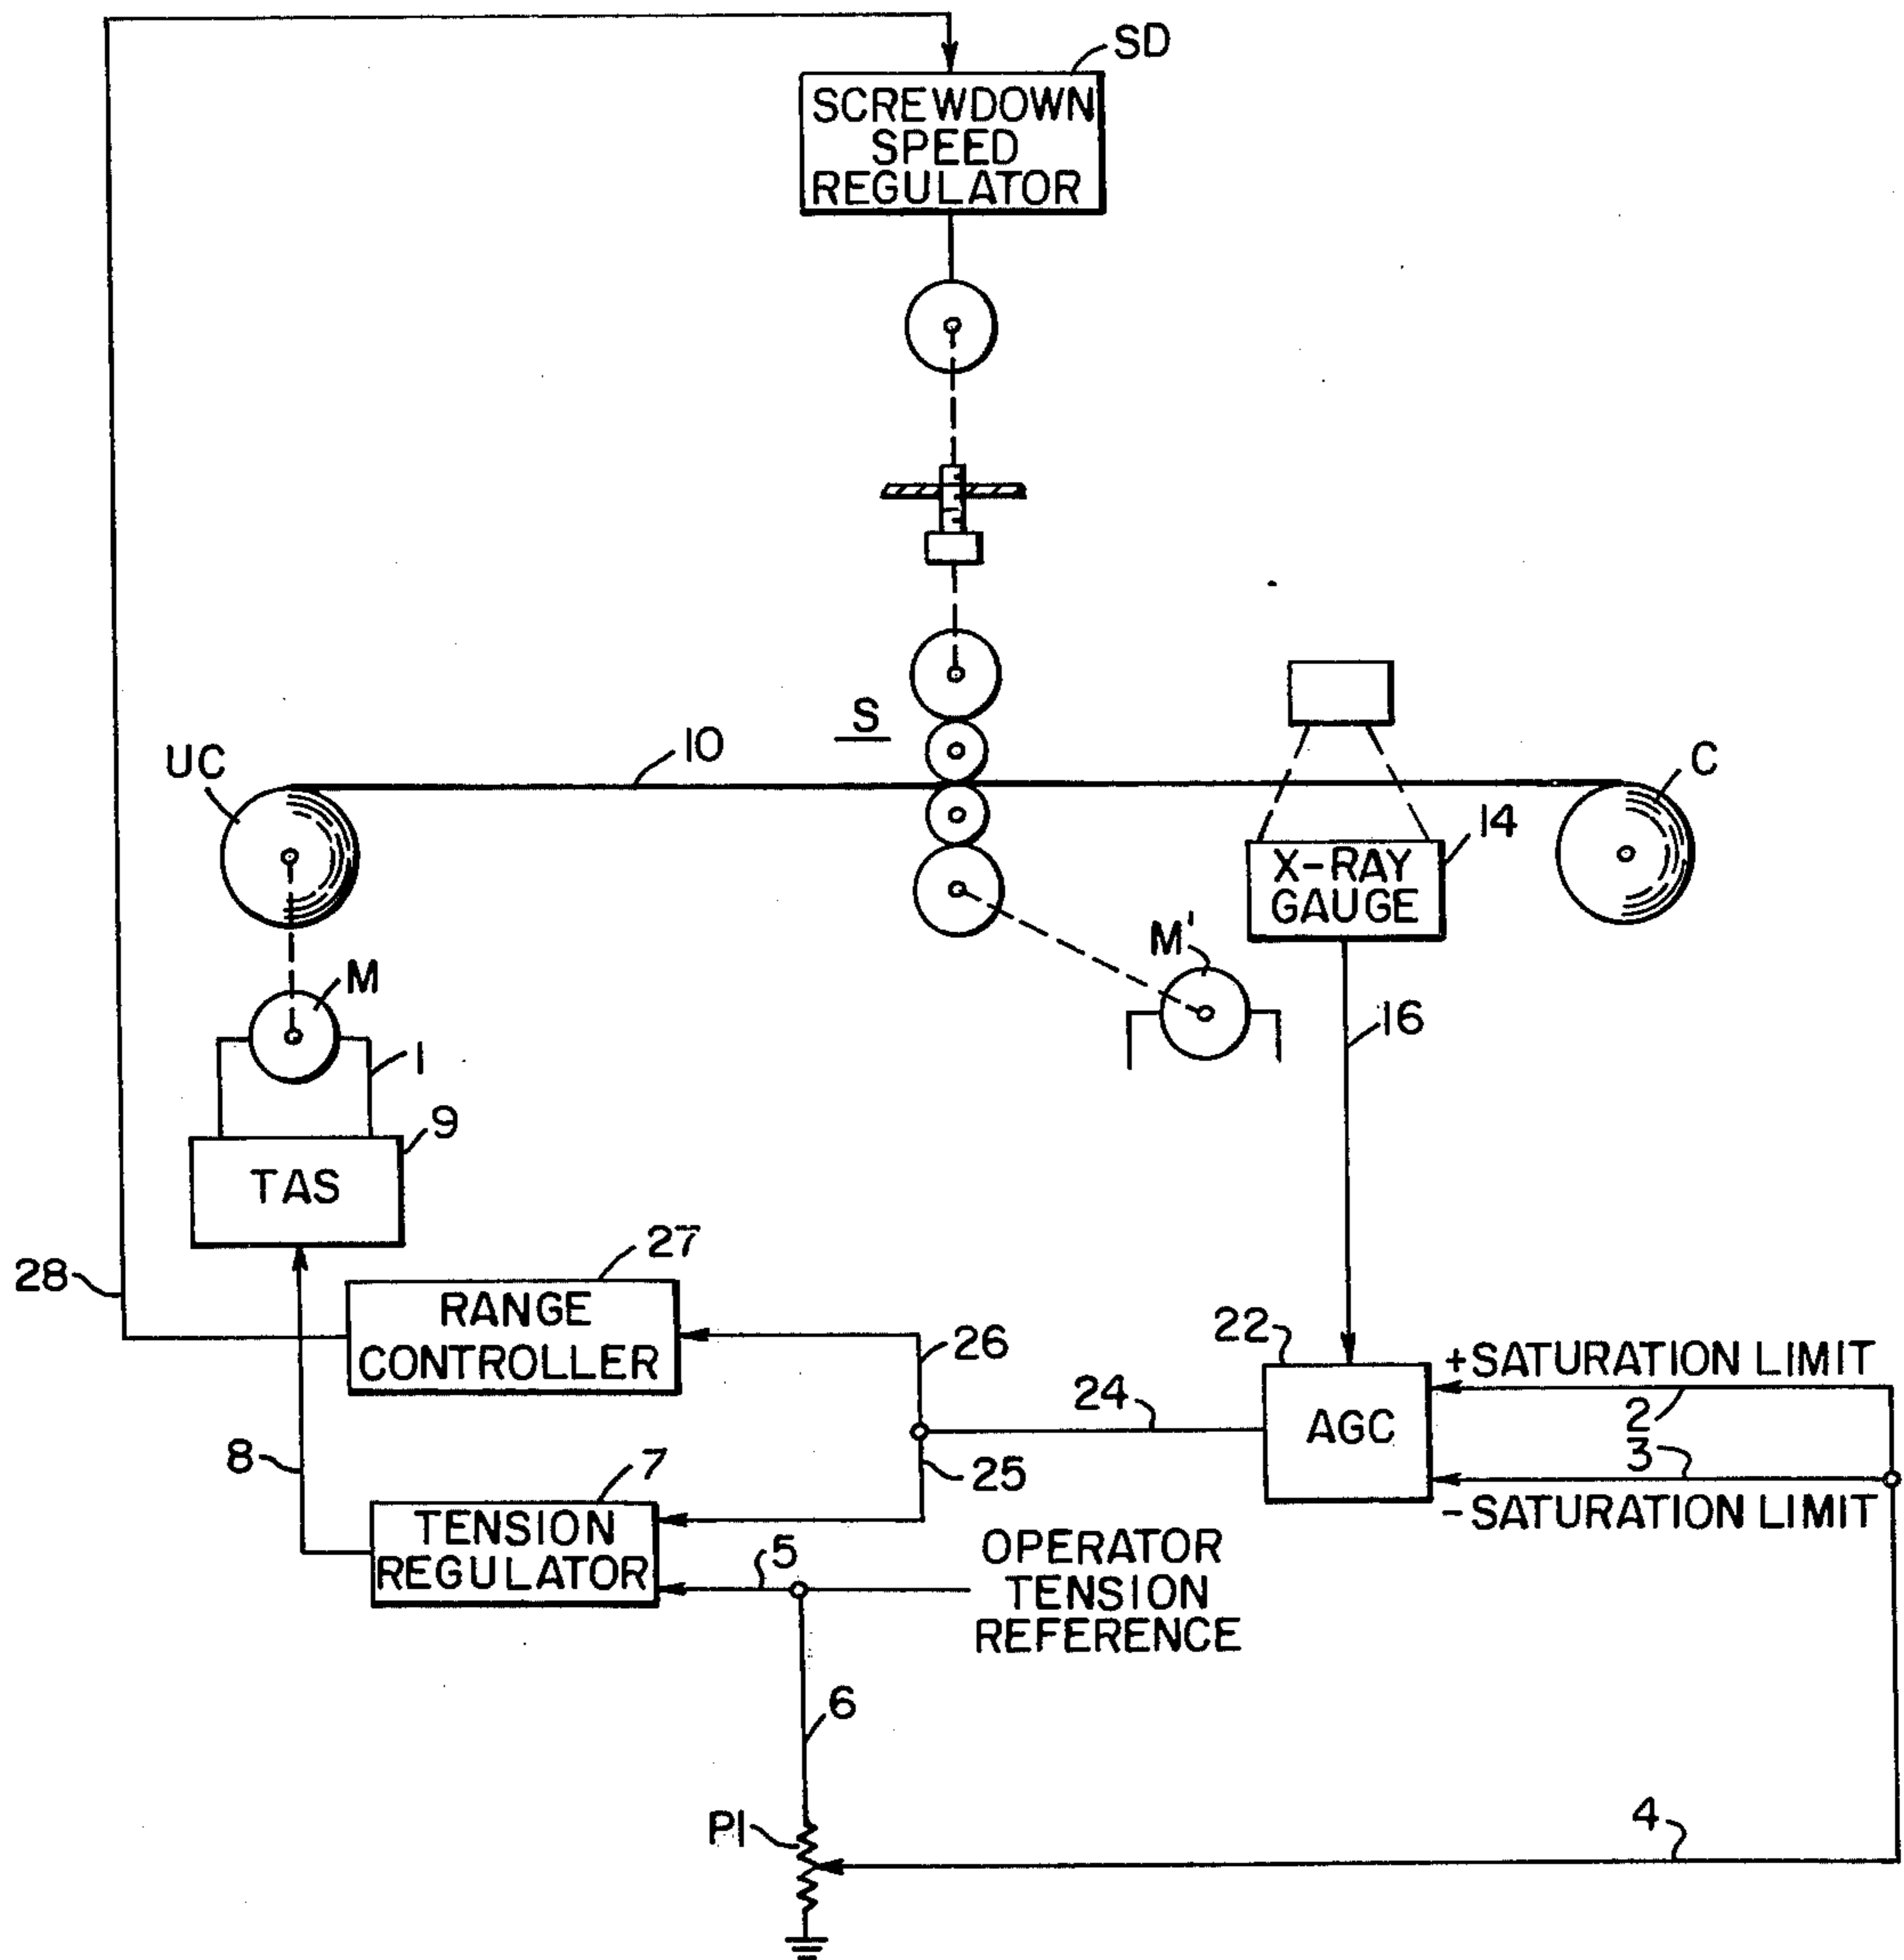 SD
SCREWDOWN
SPEED
REGULATOR
S
10
UC
C
14
X-RAY
GAUGE
M
M'
16
1
9
TAS
27
28
RANGE
CONTROLLER
26
22
+SATURATION LIMIT
2
24
AGC
3
-SATURATION LIMIT
8
7
25
TENSION
REGULATOR
5
OPERATOR
TENSION
REFERENCE
6
P1
4